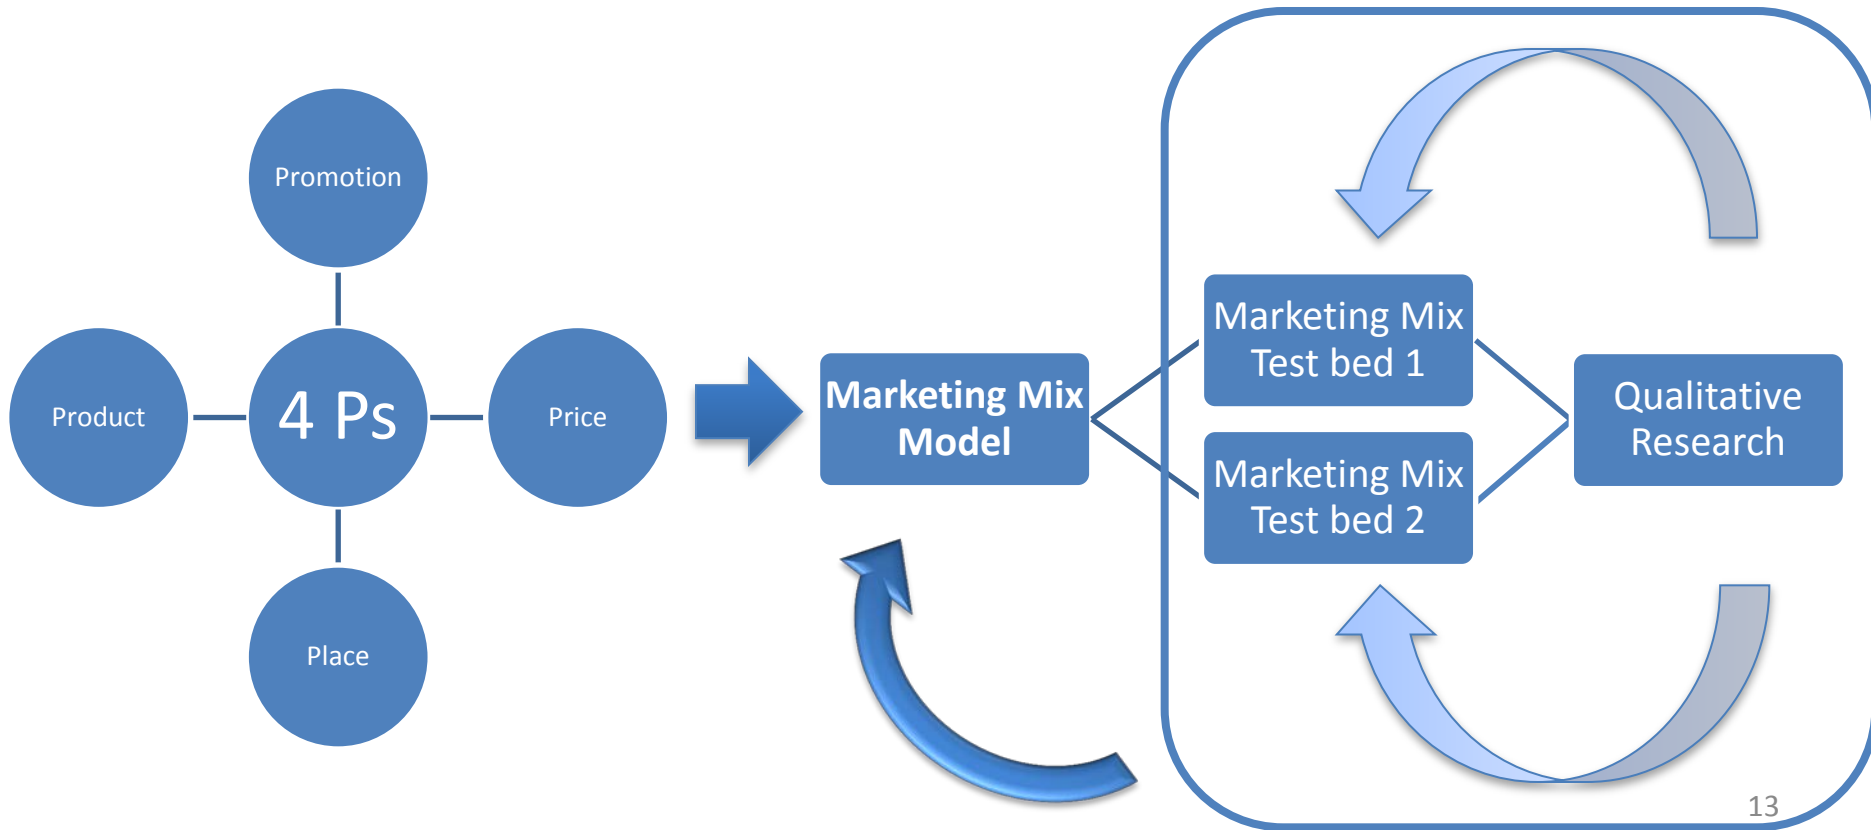 Promotion
Product
4 Ps
Price
Place
Marketing Mix
Model
Marketing Mix
Test bed 1
Marketing Mix
Test bed 2
Qualitative
Research
13